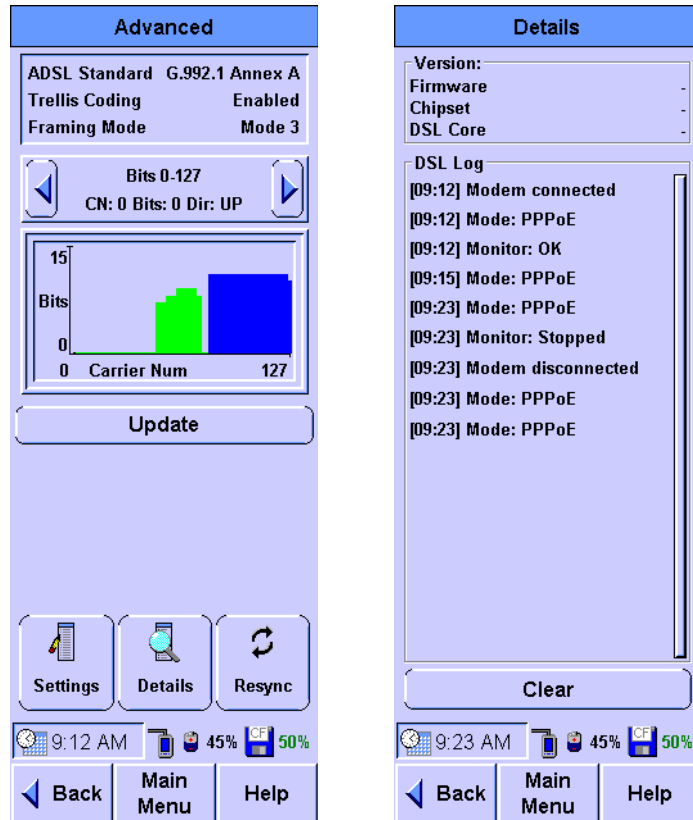 Advanced
ADSL Standard G.992.1 Annex A
Trellis Coding Enabled
Framing Mode Mode 3
Bits 0-127
CN: 0 Bits: 0 Dir: UP
15
Bits
0
0 Carrier Num 127
Update
Settings Details Resync
9:12 AM 45% CF 50%
Back Main Menu Help
Details
Version:
Firmware -
Chipset -
DSL Core -
DSL Log
[09:12] Modem connected
[09:12] Mode: PPPoE
[09:12] Monitor: OK
[09:15] Mode: PPPoE
[09:23] Mode: PPPoE
[09:23] Monitor: Stopped
[09:23] Modem disconnected
[09:23] Mode: PPPoE
[09:23] Mode: PPPoE
Clear
9:23 AM 45% CF 50%
Back Main Menu Help